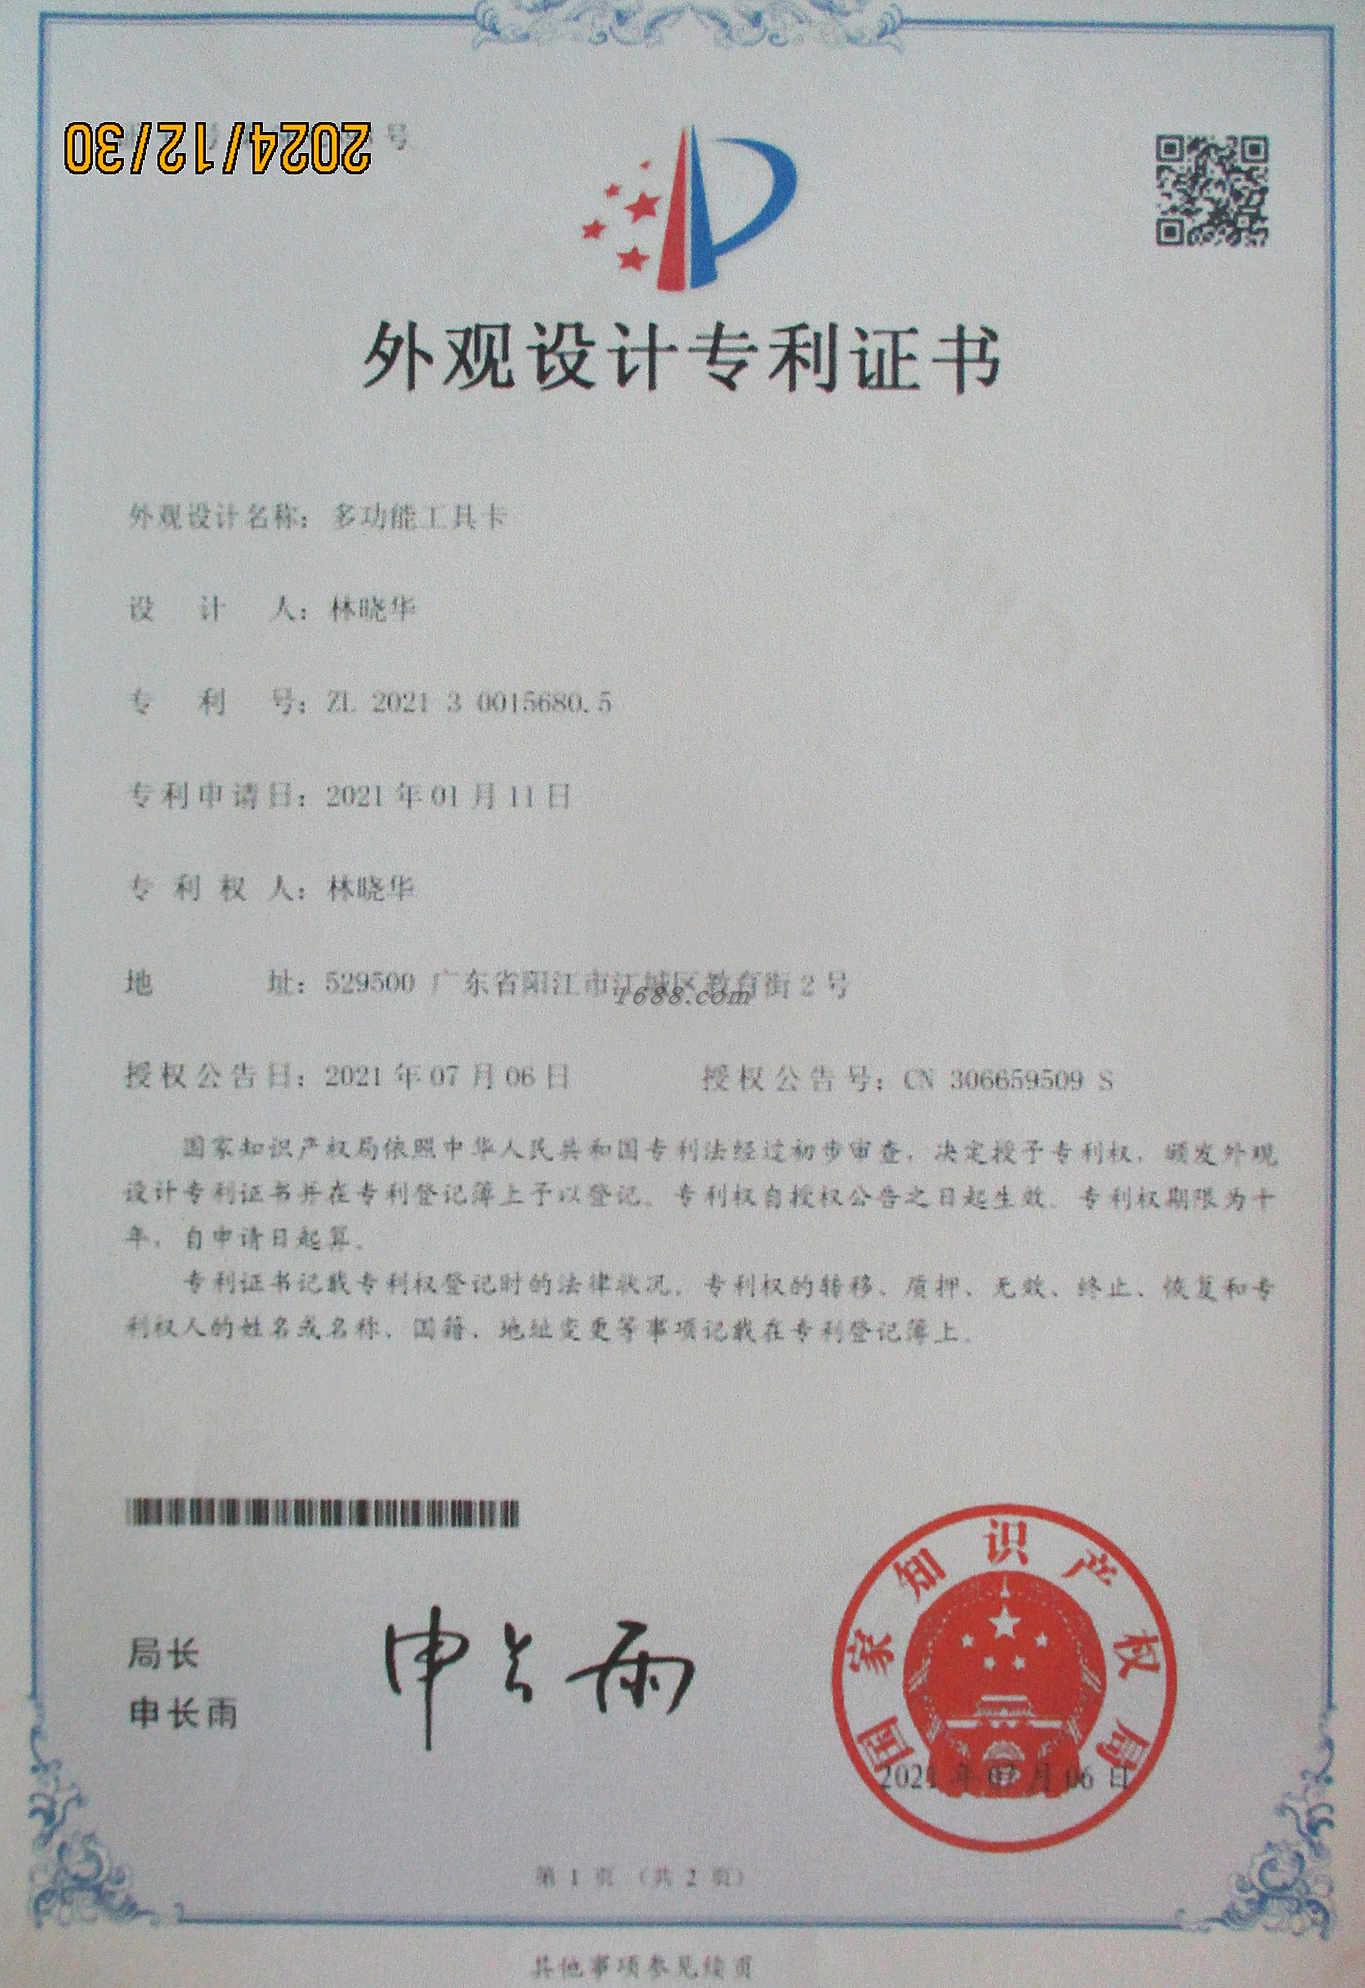 2024/12/30
号
外观设计专利证书
外观设计名称：多功能工具卡
设计人：林晓华
专利号：ZL 2021 3 0015680.5
专利申请日：2021年01月11日
专利权人：林晓华
地址：529500 广东省阳江市江城区教育街2号
1688.com
授权公告日：2021年07月06日 授权公告号：CN 306659509 S
国家知识产权局依照中华人民共和国专利法经过初步审查，决定授予专利权，颁发外观
设计专利证书并在专利登记簿上予以登记。专利权自授权公告之日起生效。专利权期限为十
年，自申请日起算。
专利证书记载专利权登记时的法律状况。专利权的转移、质押、无效、终止、恢复和专
利权人的姓名或名称、国籍、地址变更等事项记载在专利登记簿上。
局长
申长雨
申长雨
国家知识产权局
2021年07月06日
第 1 页 （共 2 页）
其他事项参见续页